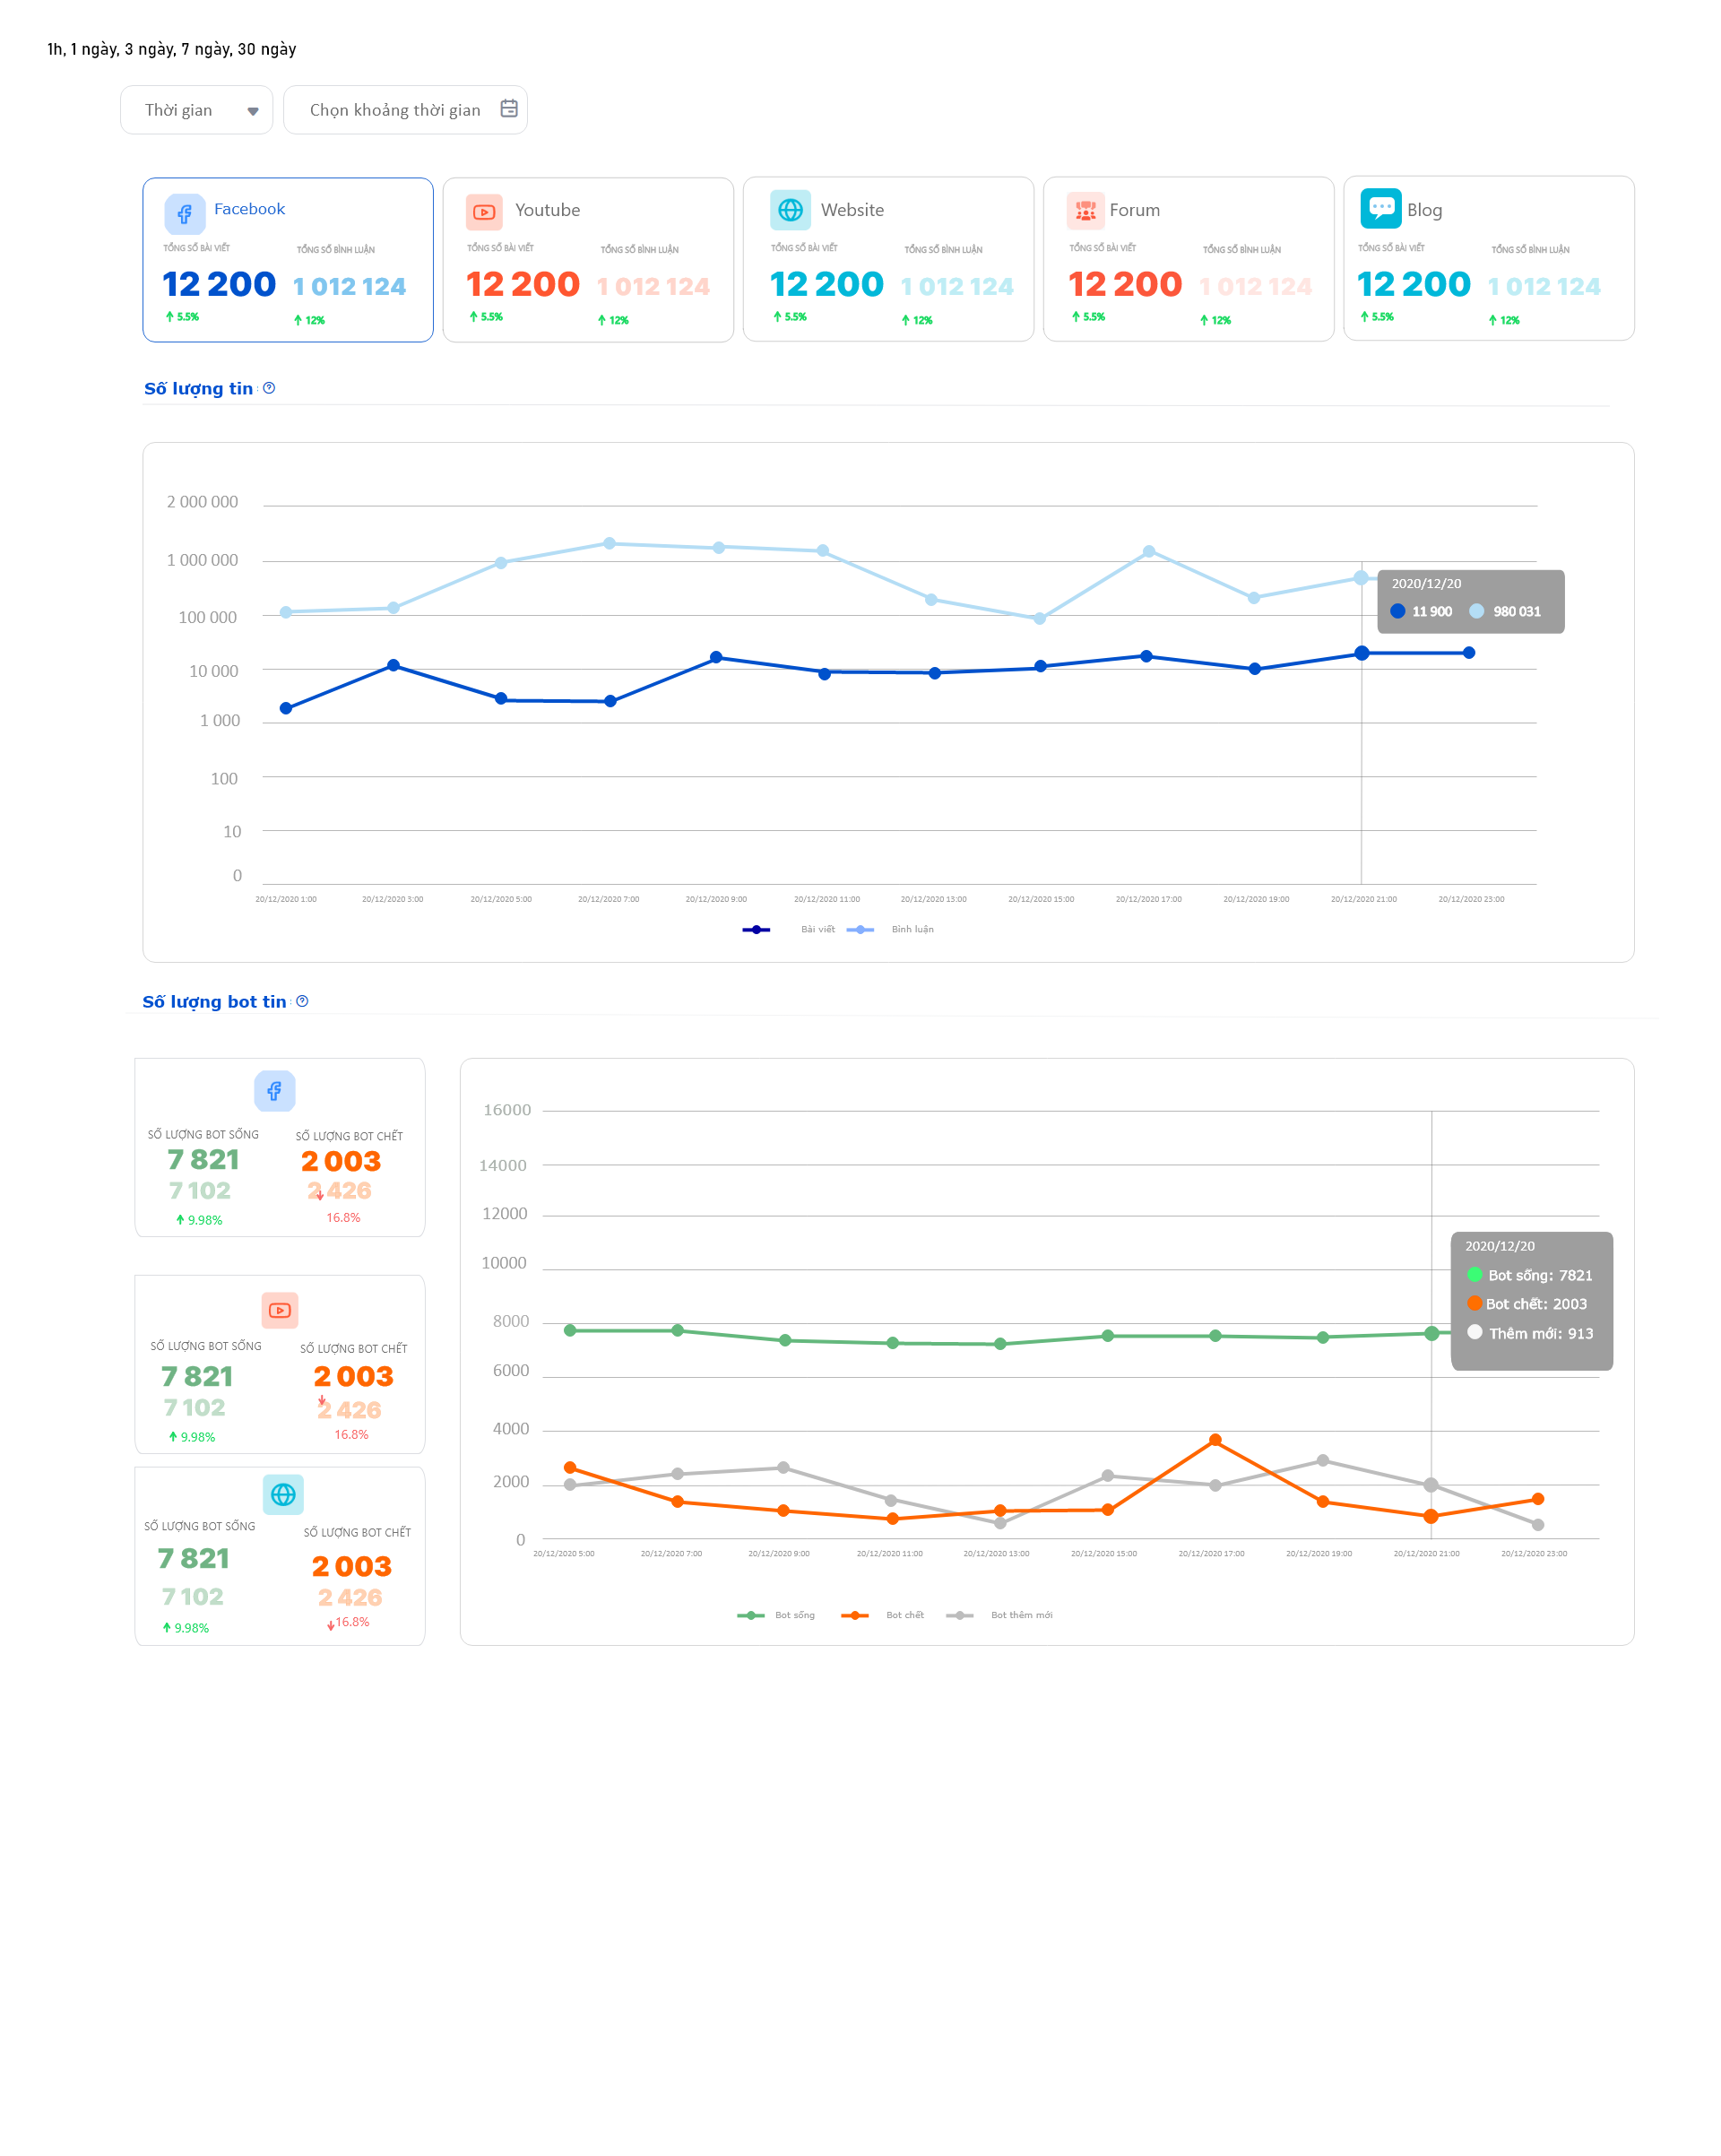 1h, 1 ngày, 3 ngày, 7 ngày, 30 ngày
Thời gian
Chọn khoảng thời gian
Facebook
TỔNG SỐ BÀI VIẾT TỔNG SỐ BÌNH LUẬN
12 200 1 012 124
5.5% 12%
Youtube
TỔNG SỐ BÀI VIẾT TỔNG SỐ BÌNH LUẬN
12 200 1 012 124
5.5% 12%
Website
TỔNG SỐ BÀI VIẾT TỔNG SỐ BÌNH LUẬN
12 200 1 012 124
5.5% 12%
Forum
TỔNG SỐ BÀI VIẾT TỔNG SỐ BÌNH LUẬN
12 200 1 012 124
5.5% 12%
Blog
TỔNG SỐ BÀI VIẾT TỔNG SỐ BÌNH LUẬN
12 200 1 012 124
5.5% 12%
Số lượng tin :
2 000 000
1 000 000
100 000
10 000
1 000
100
10
0
2020/12/20
11 900 980 031
20/12/2020 1:00 20/12/2020 3:00 20/12/2020 5:00 20/12/2020 7:00 20/12/2020 9:00 20/12/2020 11:00 20/12/2020 13:00 20/12/2020 15:00 20/12/2020 17:00 20/12/2020 19:00 20/12/2020 21:00 20/12/2020 23:00
Bài viết Bình luận
Số lượng bot tin :
SỐ LƯỢNG BOT SỐNG SỐ LƯỢNG BOT CHẾT
7 821 2 003
7 102 2 426
9.98% 16.8%
SỐ LƯỢNG BOT SỐNG SỐ LƯỢNG BOT CHẾT
7 821 2 003
7 102 2 426
9.98% 16.8%
SỐ LƯỢNG BOT SỐNG SỐ LƯỢNG BOT CHẾT
7 821 2 003
7 102 2 426
9.98% 16.8%
16000
14000
12000
10000
8000
6000
4000
2000
0
2020/12/20
Bot sống: 7821
Bot chết: 2003
Thêm mới: 913
20/12/2020 5:00 20/12/2020 7:00 20/12/2020 9:00 20/12/2020 11:00 20/12/2020 13:00 20/12/2020 15:00 20/12/2020 17:00 20/12/2020 19:00 20/12/2020 21:00 20/12/2020 23:00
Bot sống Bot chết Bot thêm mới